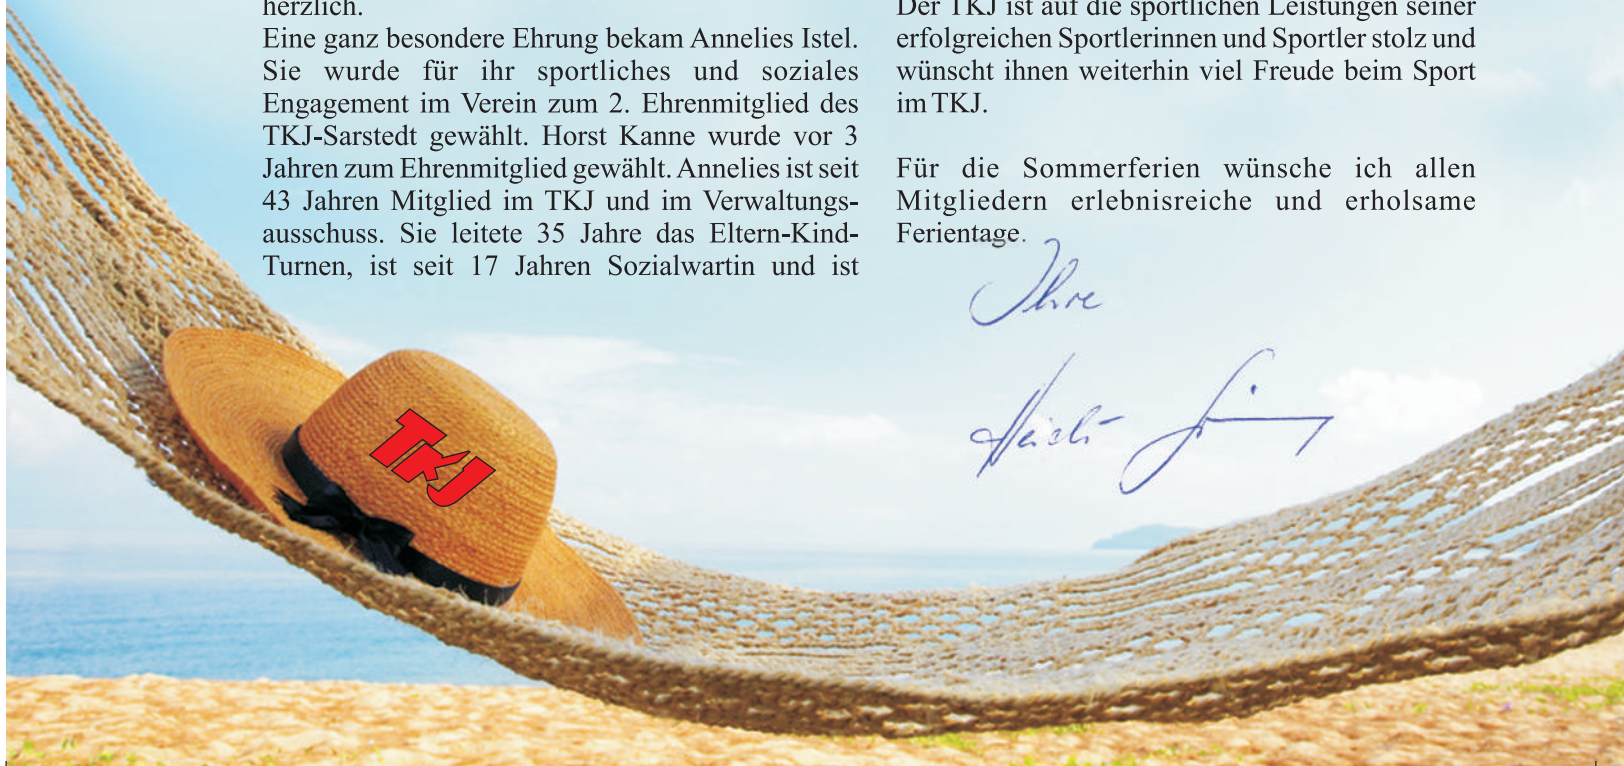 herzlich.
Eine ganz besondere Ehrung bekam Annelies Istel.
Sie wurde für ihr sportliches und soziales
Engagement im Verein zum 2. Ehrenmitglied des
TKJ-Sarstedt gewählt. Horst Kanne wurde vor 3
Jahren zum Ehrenmitglied gewählt. Annelies ist seit
43 Jahren Mitglied im TKJ und im Verwaltungs-
ausschuss. Sie leitete 35 Jahre das Eltern-Kind-
Turnen, ist seit 17 Jahren Sozialwartin und ist
Der TKJ ist auf die sportlichen Leistungen seiner
erfolgreichen Sportlerinnen und Sportler stolz und
wünscht ihnen weiterhin viel Freude beim Sport
im TKJ.
Für die Sommerferien wünsche ich allen
Mitgliedern erlebnisreiche und erholsame
Ferientage.
Ihre
TKJ